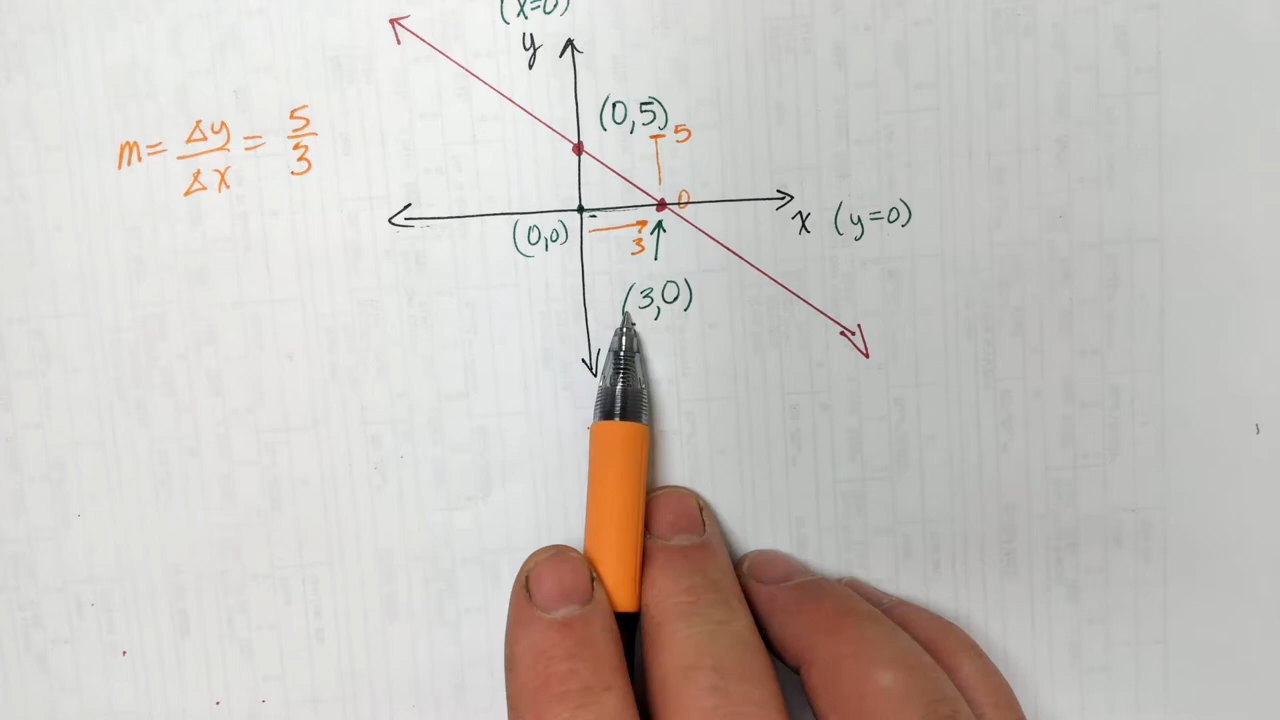 (x=0)
y
(0,5)
5
m = Δy/Δx = 5/3
0
x (y=0)
(0,0)
3
(3,0)